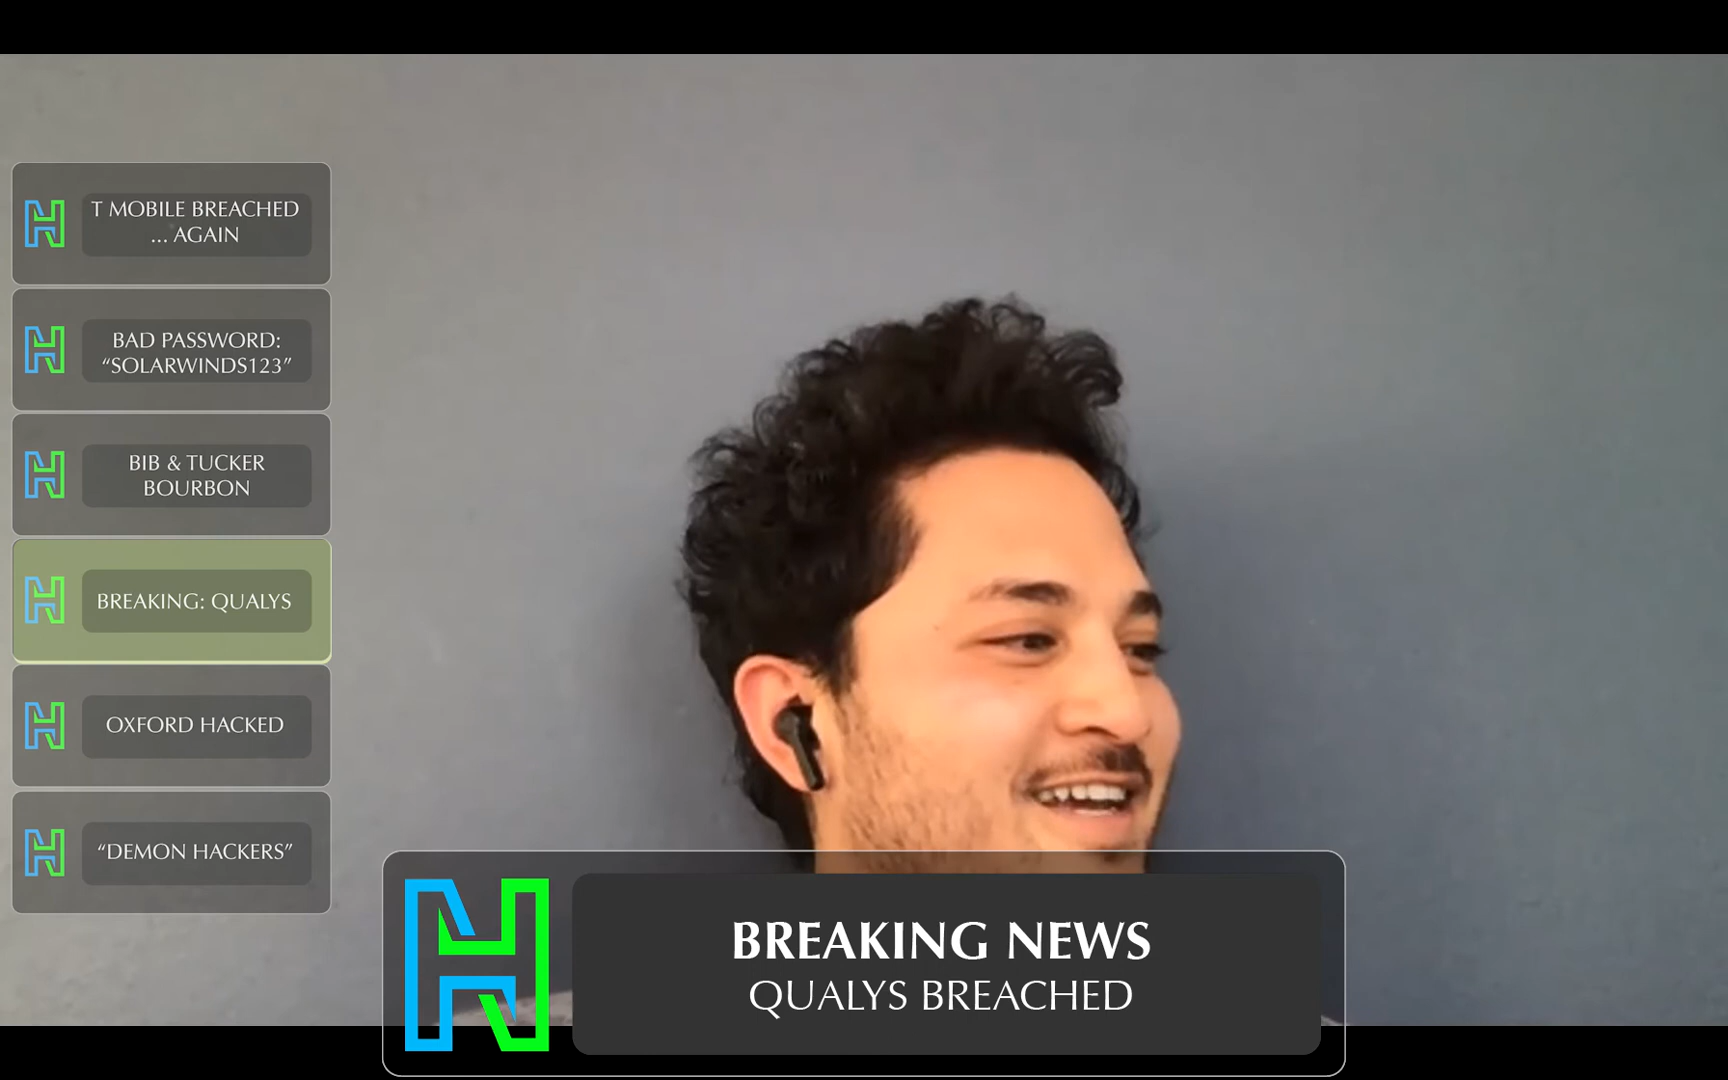 T MOBILE BREACHED
... AGAIN
BAD PASSWORD:
“SOLARWINDS123”
BIB & TUCKER
BOURBON
BREAKING: QUALYS
OXFORD HACKED
“DEMON HACKERS”
BREAKING NEWS
QUALYS BREACHED